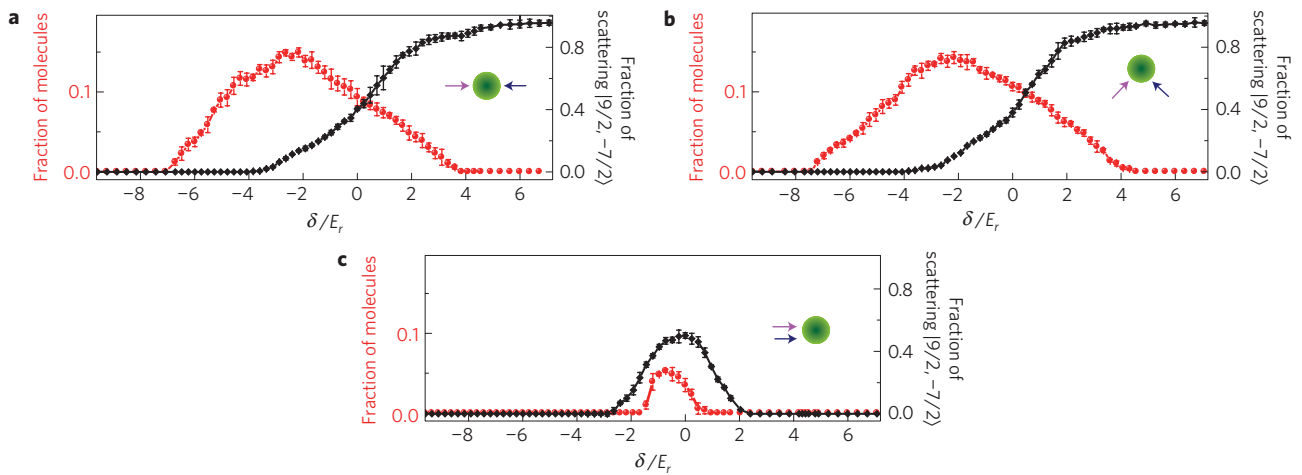 a
Fraction of molecules
0.1
0.0
−8 −6 −4 −2 0 2 4 6
δ/Er
0.8
0.4
0.0
Fraction of
scattering |9/2, −7/2⟩
b
Fraction of molecules
0.1
0.0
−8 −6 −4 −2 0 2 4 6
δ/Er
0.8
0.4
0.0
Fraction of
scattering |9/2, −7/2⟩
c
Fraction of molecules
0.1
0.0
−8 −6 −4 −2 0 2 4 6
δ/Er
0.8
0.4
0.0
Fraction of
scattering |9/2, −7/2⟩